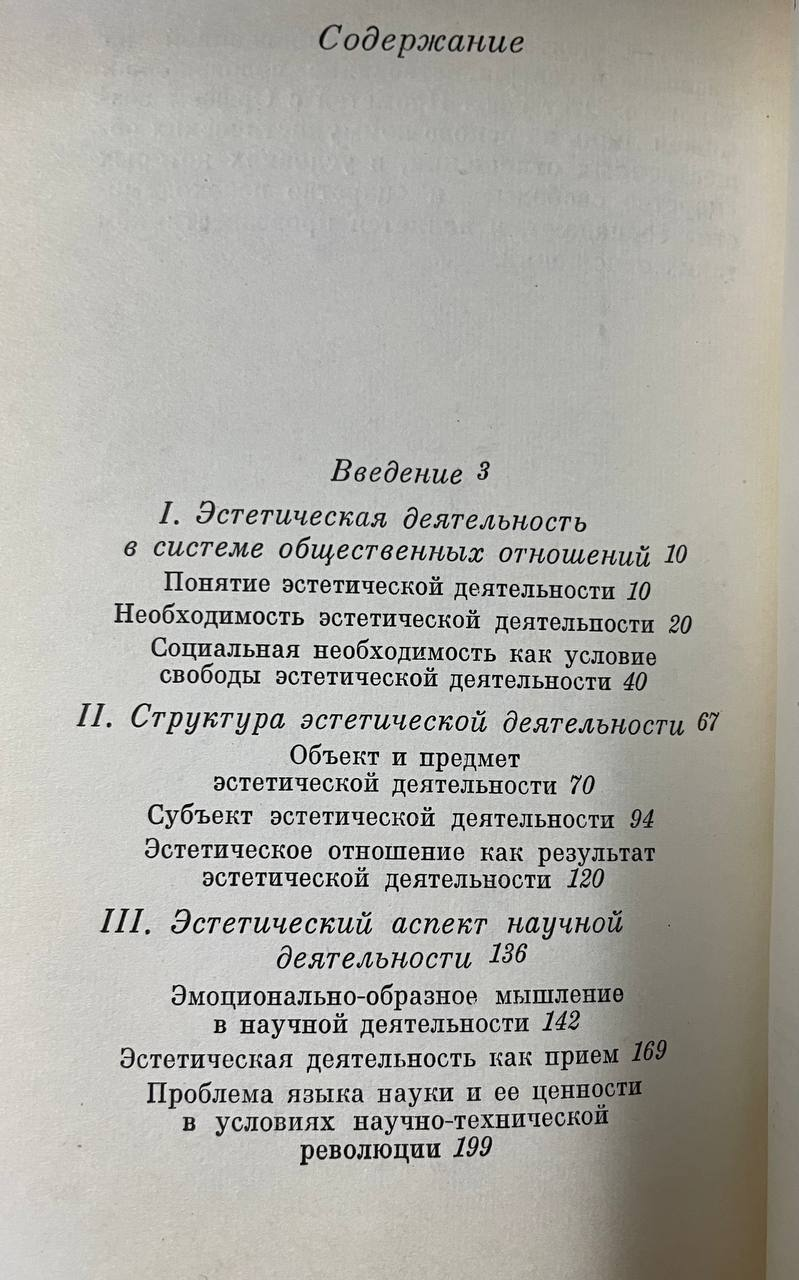 Содержание
Введение 3
I. Эстетическая деятельность
в системе общественных отношений 10
Понятие эстетической деятельности 10
Необходимость эстетической деятельности 20
Социальная необходимость как условие
свободы эстетической деятельности 40
II. Структура эстетической деятельности 67
Объект и предмет
эстетической деятельности 70
Субъект эстетической деятельности 94
Эстетическое отношение как результат
эстетической деятельности 120
III. Эстетический аспект научной
деятельности 136
Эмоционально-образное мышление
в научной деятельности 142
Эстетическая деятельность как прием 169
Проблема языка науки и ее ценности
в условиях научно-технической
революции 199